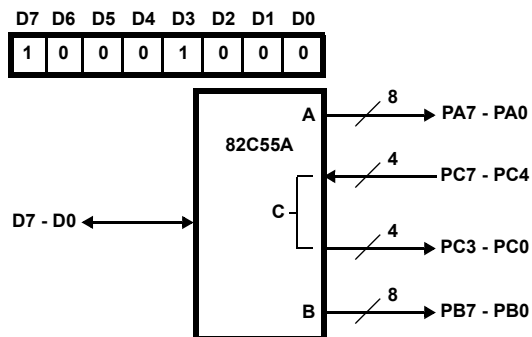 D7 D6 D5 D4 D3 D2 D1 D0
1 0 0 0 1 0 0 0
A
8
PA7 - PA0
82C55A
4
PC7 - PC4
C
D7 - D0
4
PC3 - PC0
B
8
PB7 - PB0